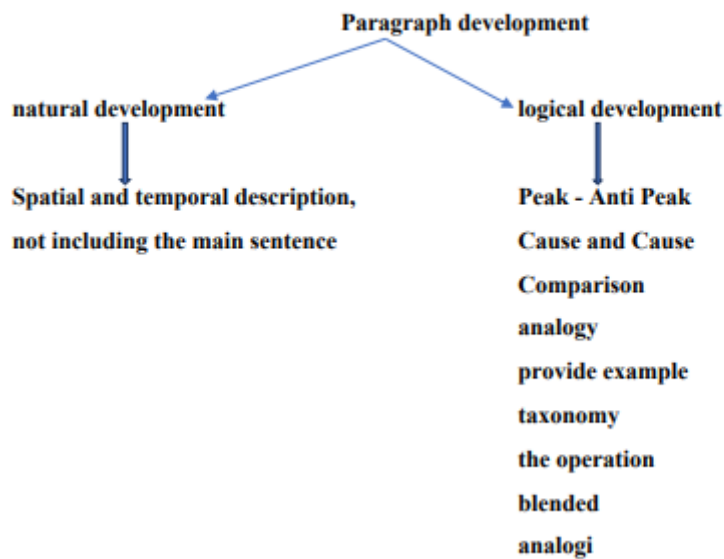 Paragraph development
natural development
logical development
Spatial and temporal description,
not including the main sentence
Peak - Anti Peak
Cause and Cause
Comparison
analogy
provide example
taxonomy
the operation
blended
analogi